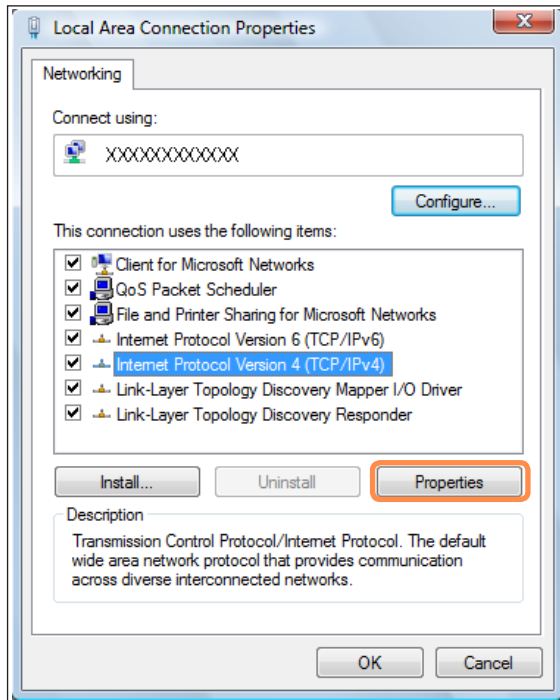 Local Area Connection Properties
Networking
Connect using:
XXXXXXXXXXXX
Configure...
This connection uses the following items:
Client for Microsoft Networks
QoS Packet Scheduler
File and Printer Sharing for Microsoft Networks
Internet Protocol Version 6 (TCP/IPv6)
Internet Protocol Version 4 (TCP/IPv4)
Link-Layer Topology Discovery Mapper I/O Driver
Link-Layer Topology Discovery Responder
Install...
Uninstall
Properties
Description
Transmission Control Protocol/Internet Protocol. The default
wide area network protocol that provides communication
across diverse interconnected networks.
OK
Cancel